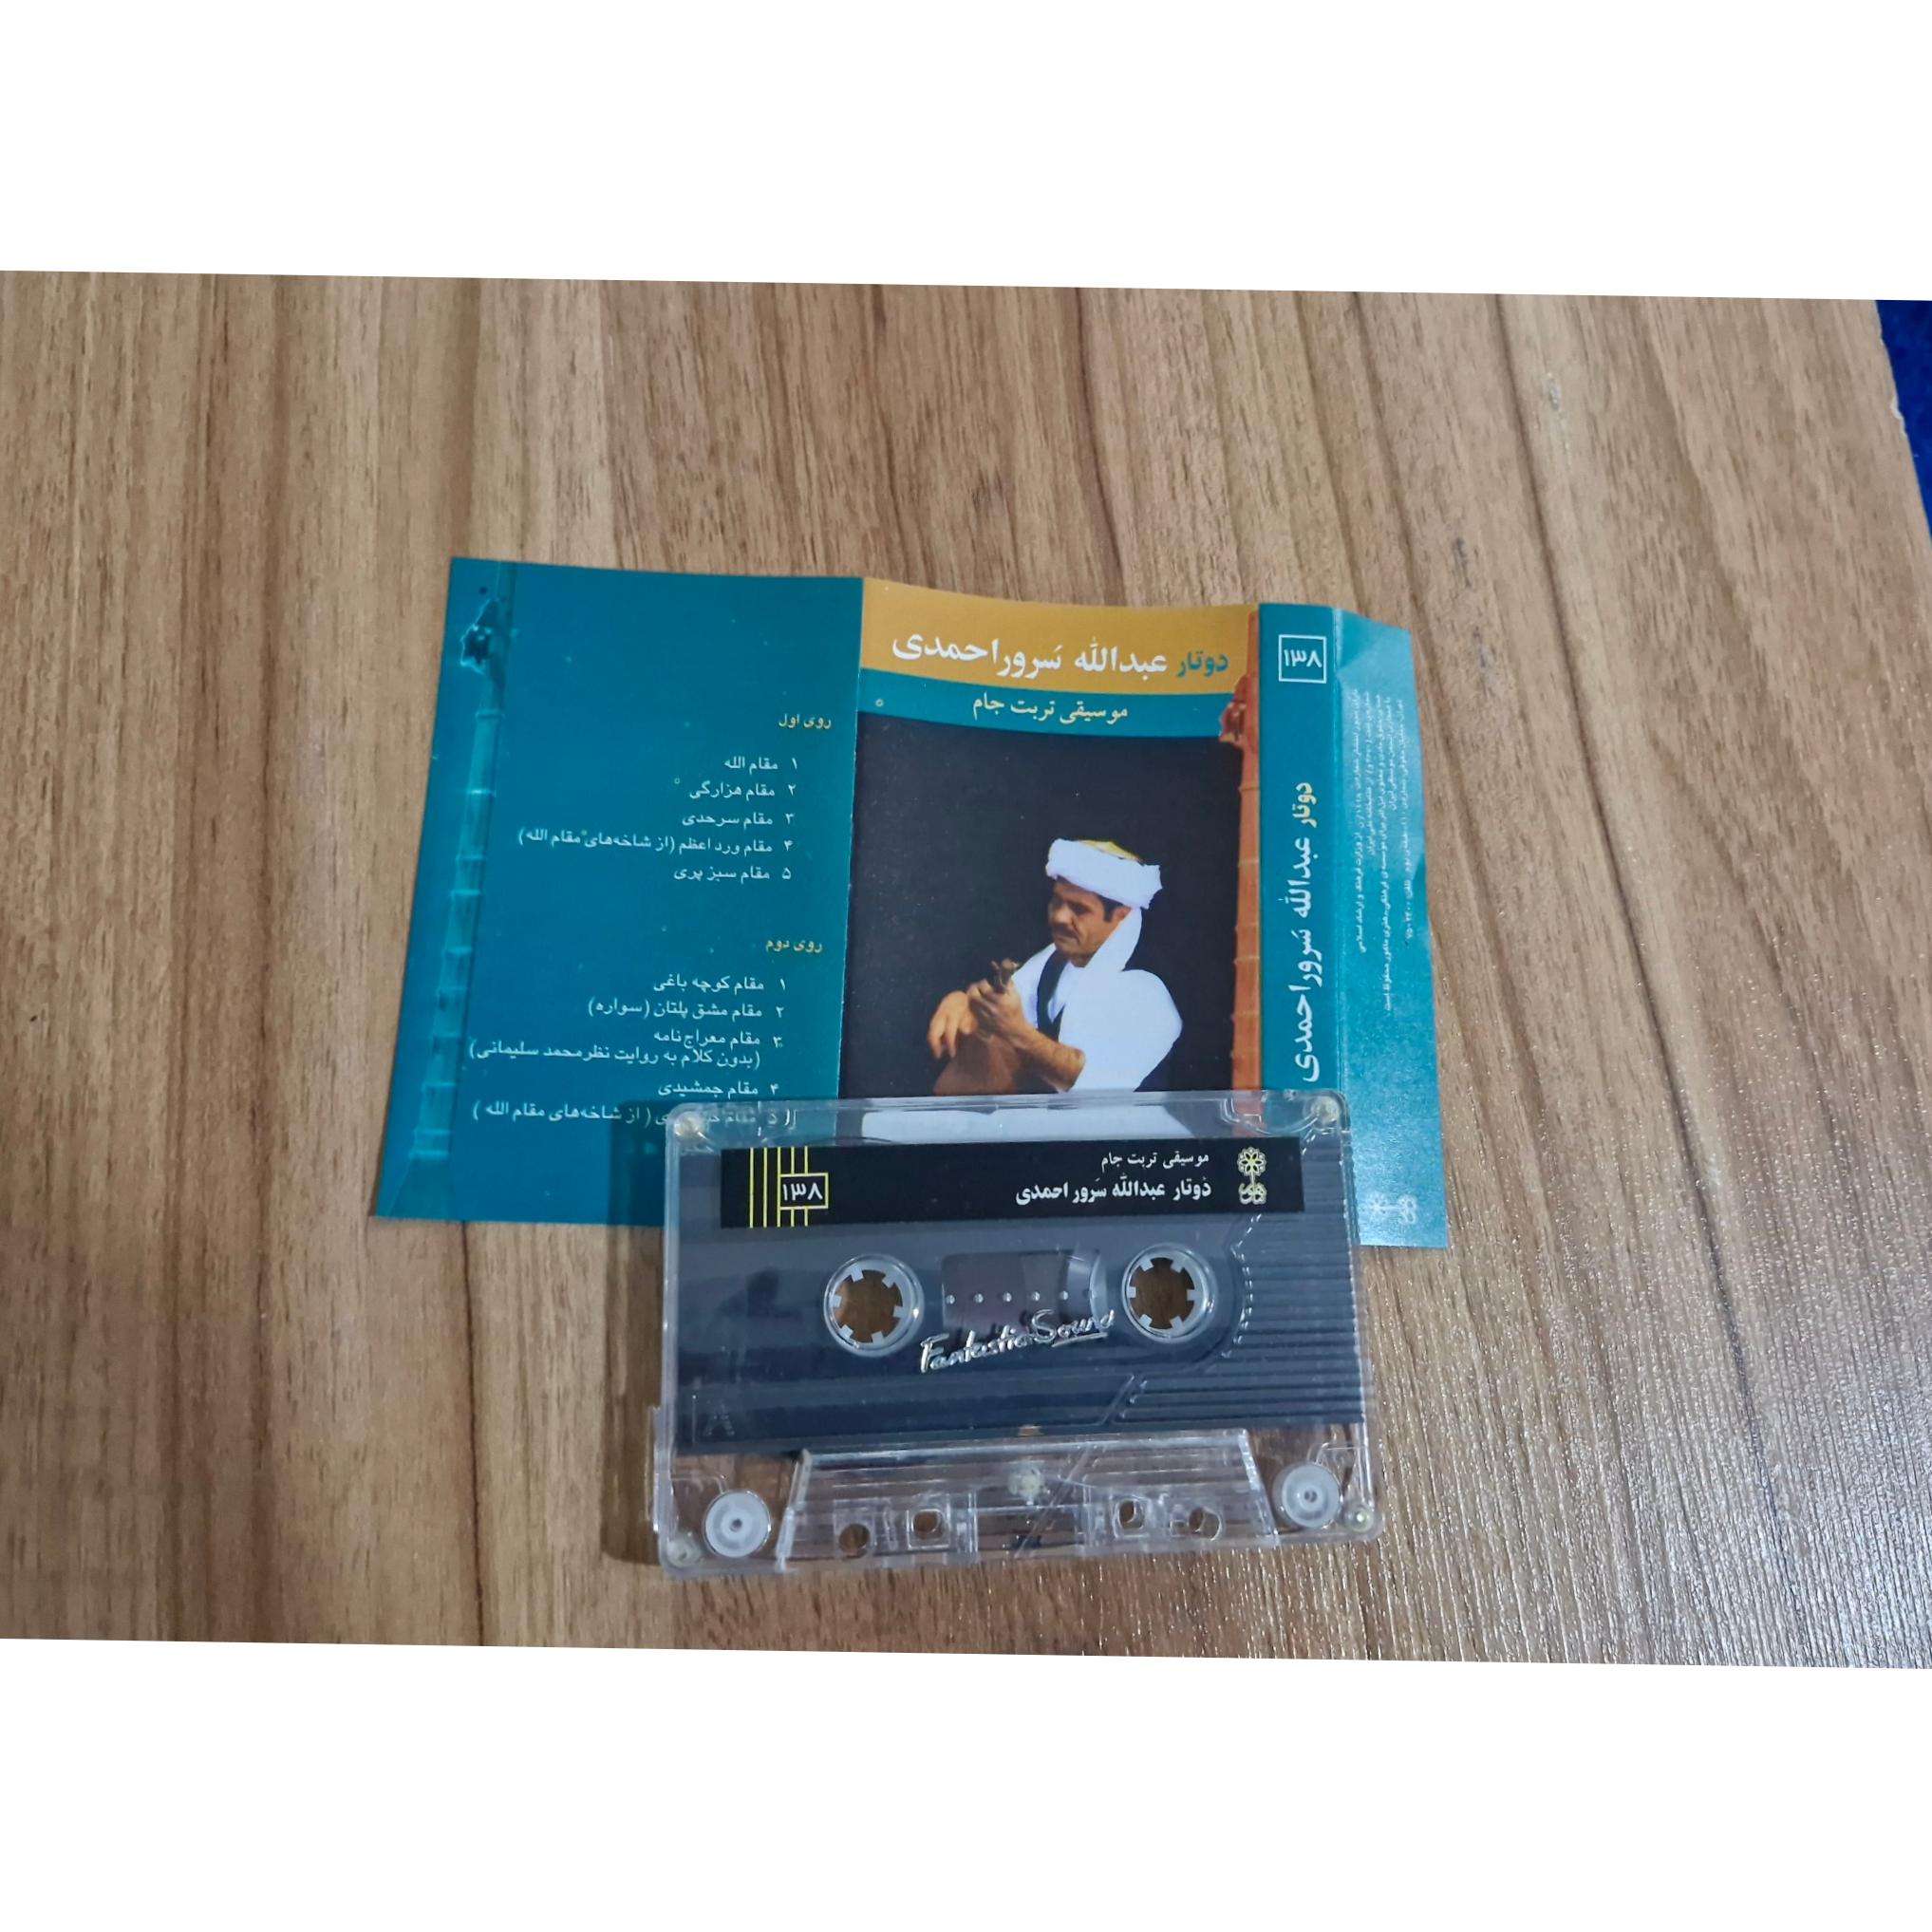 دوتار عبدالله سَروراحمدی
موسیقی تربت جام
روی اول
۱ مقام الله
۲ مقام هزارگی
۳ مقام سرحدی
۴ مقام ورد اعظم (از شاخه‌های مقام الله)
۵ مقام سبز پری
روی دوم
۱ مقام کوچه باغی
۲ مقام مشق پلتان (سواره)
۳ مقام معراج‌نامه
(بدون کلام به روایت نظرمحمد سلیمانی)
۴ مقام جمشیدی
۵ مقام (از شاخه‌های مقام الله)
۱۳۸
دوتار عبدالله سَروراحمدی
موسیقی تربت جام
دُوتار عبدالله سَرور احمدی
۱۳۸
Fantastic Sound
A